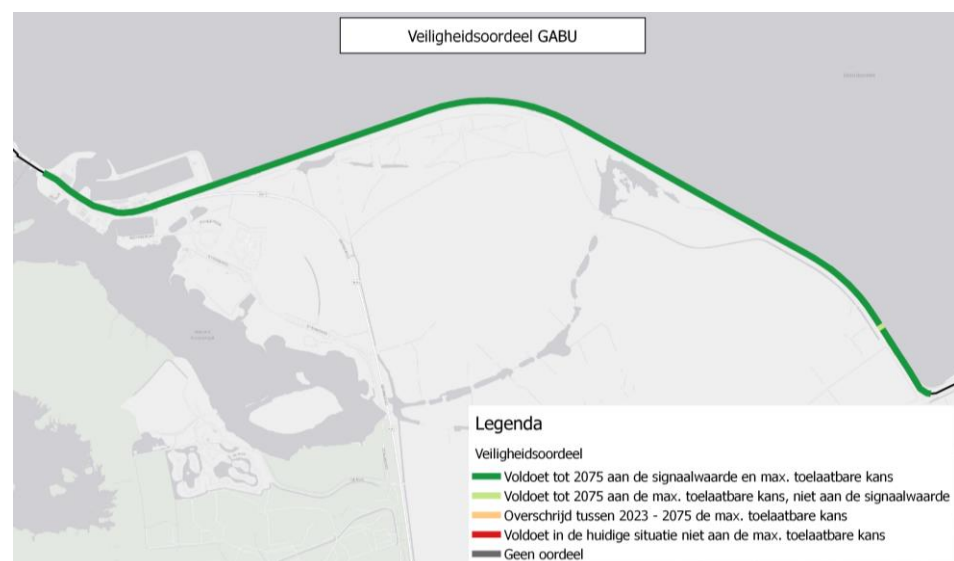 Veiligheidsoordeel GABU
Legenda
Veiligheidsoordeel
Voldoet tot 2075 aan de signaalwaarde en max. toelaatbare kans
Voldoet tot 2075 aan de max. toelaatbare kans, niet aan de signaalwaarde
Overschrijd tussen 2023 - 2075 de max. toelaatbare kans
Voldoet in de huidige situatie niet aan de max. toelaatbare kans
Geen oordeel